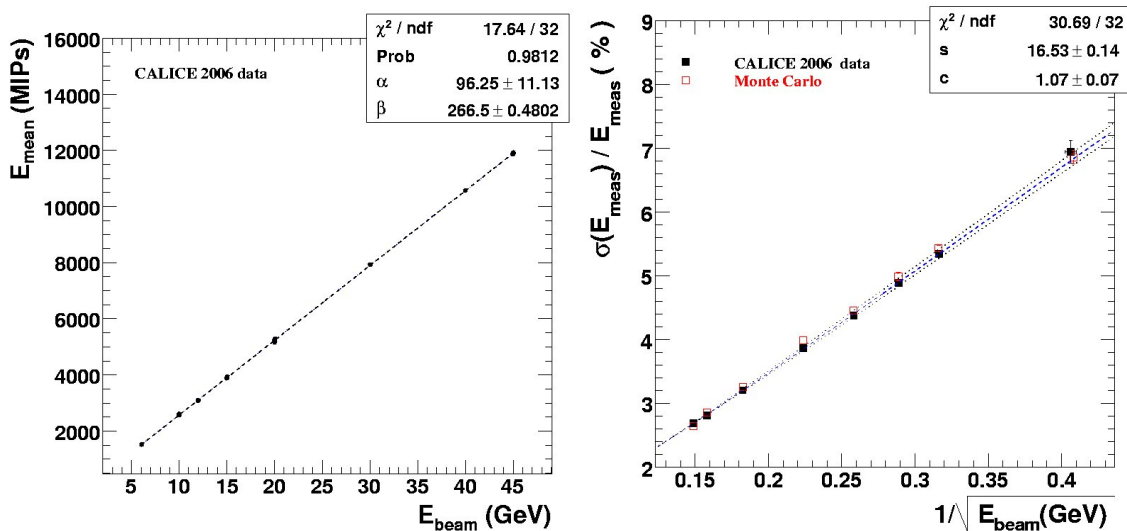 χ² / ndf 17.64 / 32
Prob 0.9812
α 96.25 ± 11.13
β 266.5 ± 0.4802
CALICE 2006 data
E_mean (MIPs)
16000
14000
12000
10000
8000
6000
4000
2000
5 10 15 20 25 30 35 40 45
E_beam (GeV)
χ² / ndf 30.69 / 32
s 16.53 ± 0.14
c 1.07 ± 0.07
CALICE 2006 data
Monte Carlo
σ(E_meas) / E_meas ( % )
9
8
7
6
5
4
3
2
0.15 0.2 0.25 0.3 0.35 0.4
1/√E_beam(GeV)